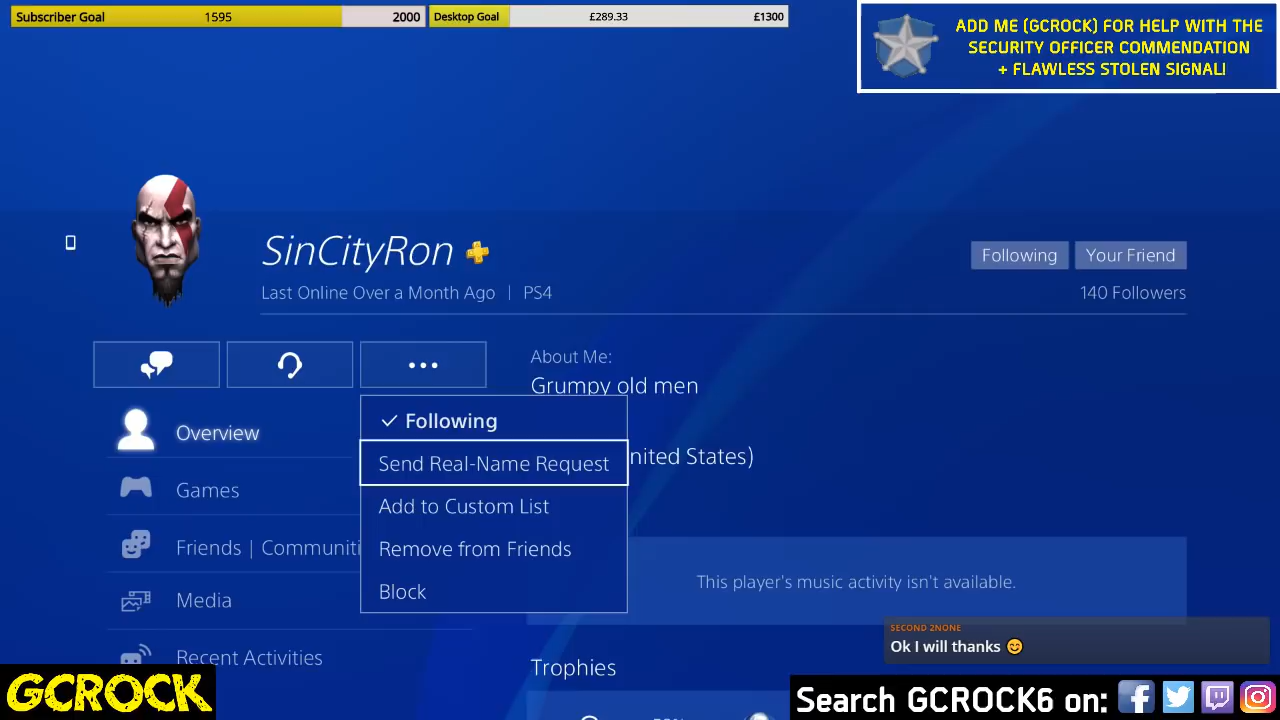 Subscriber Goal 1595 2000 Desktop Goal £289.33 £1300
ADD ME (GCROCK) FOR HELP WITH THE
SECURITY OFFICER COMMENDATION
+ FLAWLESS STOLEN SIGNAL!
SinCityRon
Following Your Friend
Last Online Over a Month Ago | PS4
140 Followers
About Me:
Grumpy old men
Following
Overview
Send Real-Name Request
nited States)
Games
Add to Custom List
Friends | Communiti
Remove from Friends
This player's music activity isn't available.
Media
Block
SECOND 2NONE
Ok I will thanks 😊
Recent Activities
Trophies
GCROCK
Search GCROCK6 on: